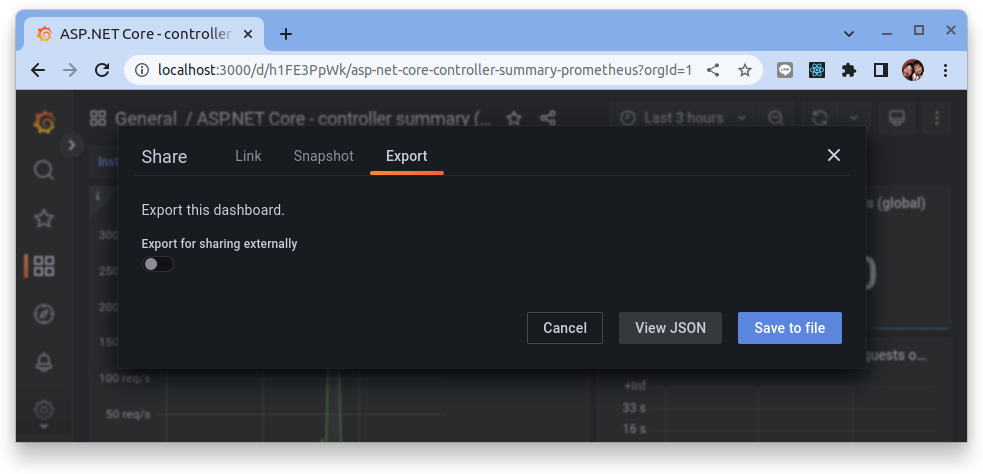 ASP.NET Core - controller
localhost:3000/d/h1FE3PpWk/asp-net-core-controller-summary-prometheus?orgId=1
General / ASP.NET Core - controller summary (...
Last 3 hours
Share
Link
Snapshot
Export
Export this dashboard.
Export for sharing externally
Cancel
View JSON
Save to file
Inst
i
300
250
200
150
100 req/s
50 req/s
s (global)
quests o...
+Inf
33 s
16 s